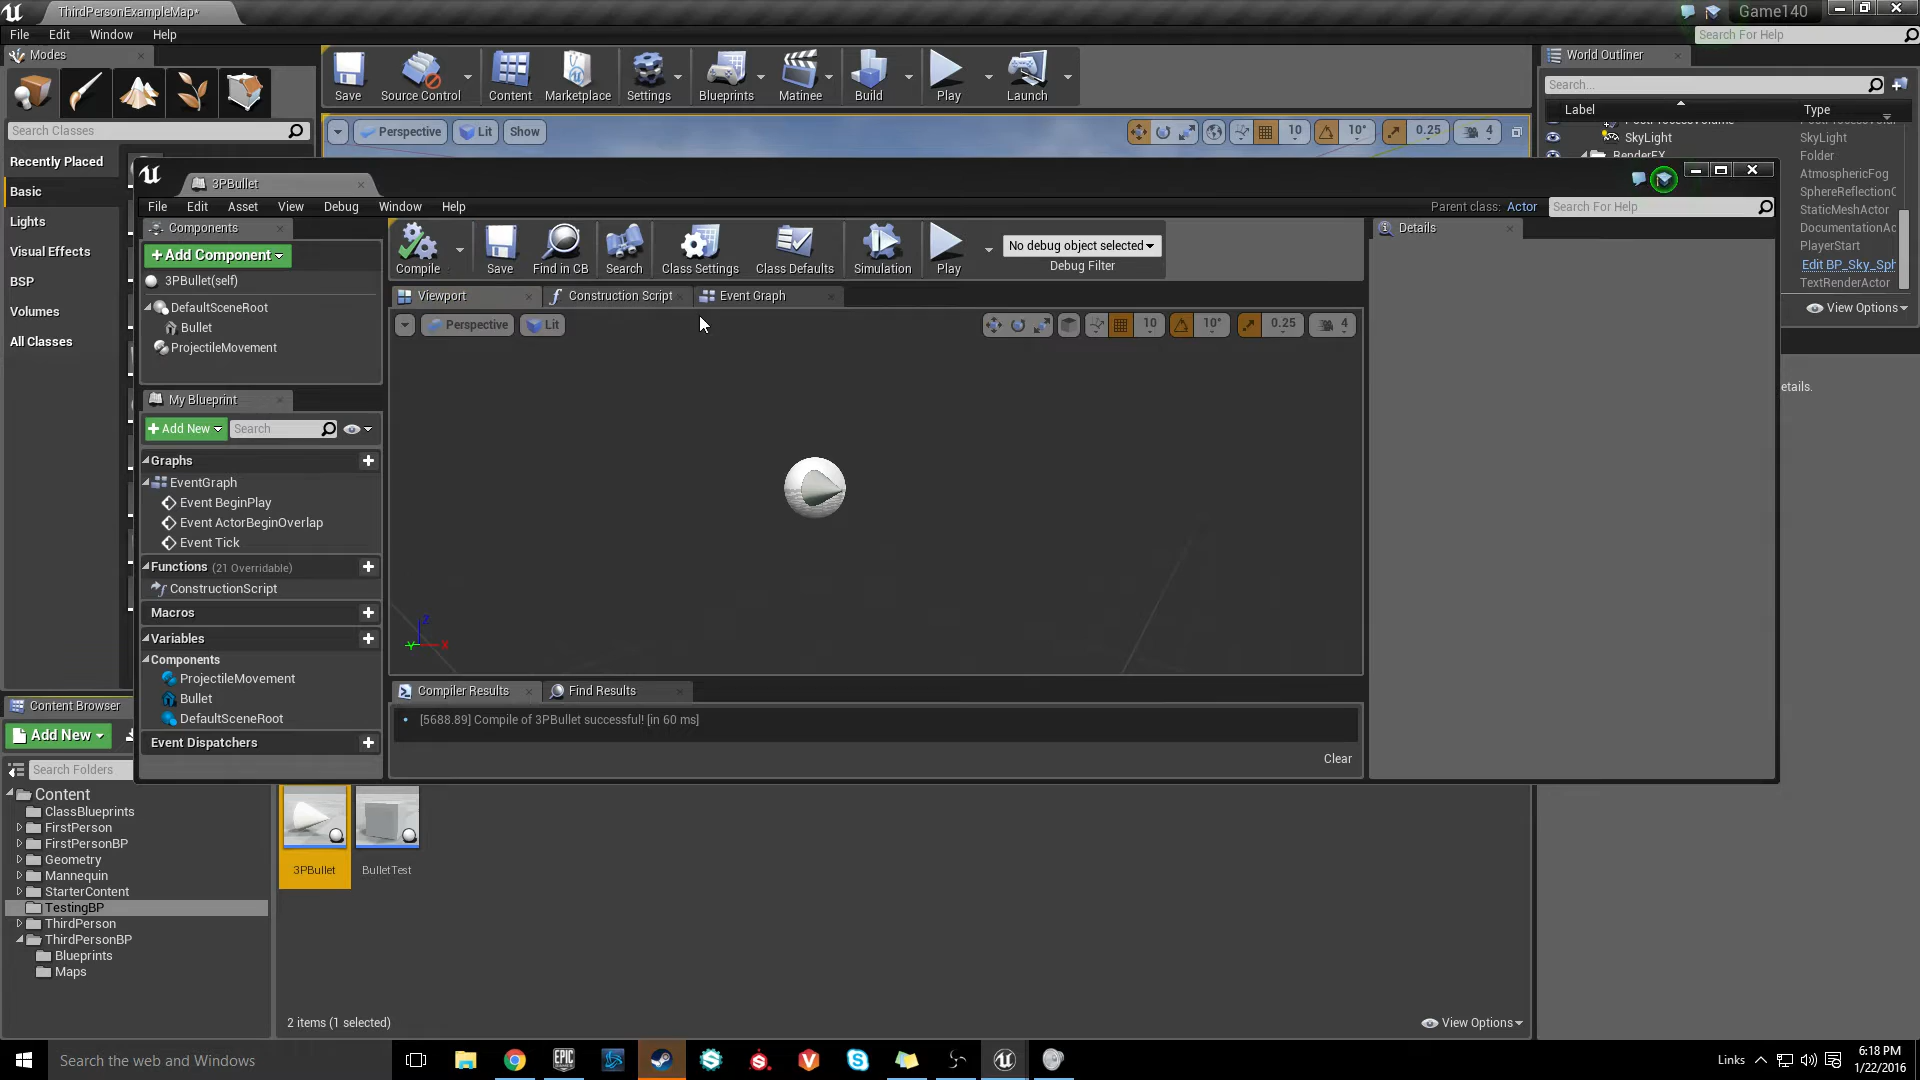 ThirdPersonExampleMap*
Game140
File Edit Window Help
Search For Help
Modes
World Outliner
Save Source Control Content Marketplace Settings Blueprints Matinee Build Play Launch
Search...
Label Type
Search Classes
Perspective Lit Show
10 10° 0.25 4
SkyLight SkyLight
RenderFX Folder
Recently Placed
Basic
Lights
Visual Effects
BSP
Volumes
All Classes
AtmosphericFog
SphereReflectionC
StaticMeshActor
DocumentationAc
PlayerStart
Edit BP_Sky_Sph
TextRenderActor
View Options
etails.
3PBullet
File Edit Asset View Debug Window Help
Parent class: Actor
Search For Help
Components
Add Component
3PBullet(self)
DefaultSceneRoot
Bullet
ProjectileMovement
Compile Save Find in CB Search Class Settings Class Defaults Simulation Play
No debug object selected
Debug Filter
Details
Viewport Construction Script Event Graph
Perspective Lit
10 10° 0.25 4
My Blueprint
Add New Search
Graphs
EventGraph
Event BeginPlay
Event ActorBeginOverlap
Event Tick
Functions (21 Overridable)
ConstructionScript
Macros
Variables
Components
ProjectileMovement
Bullet
DefaultSceneRoot
Event Dispatchers
Z
Y X
Compiler Results Find Results
[5688.89] Compile of 3PBullet successful! [in 60 ms]
Clear
Content Browser
Add New
Search Folders
Content
ClassBlueprints
FirstPerson
FirstPersonBP
Geometry
Mannequin
StarterContent
TestingBP
ThirdPerson
ThirdPersonBP
Blueprints
Maps
3PBullet BulletTest
2 items (1 selected)
View Options
Search the web and Windows
EPIC
Links
6:18 PM
1/22/2016